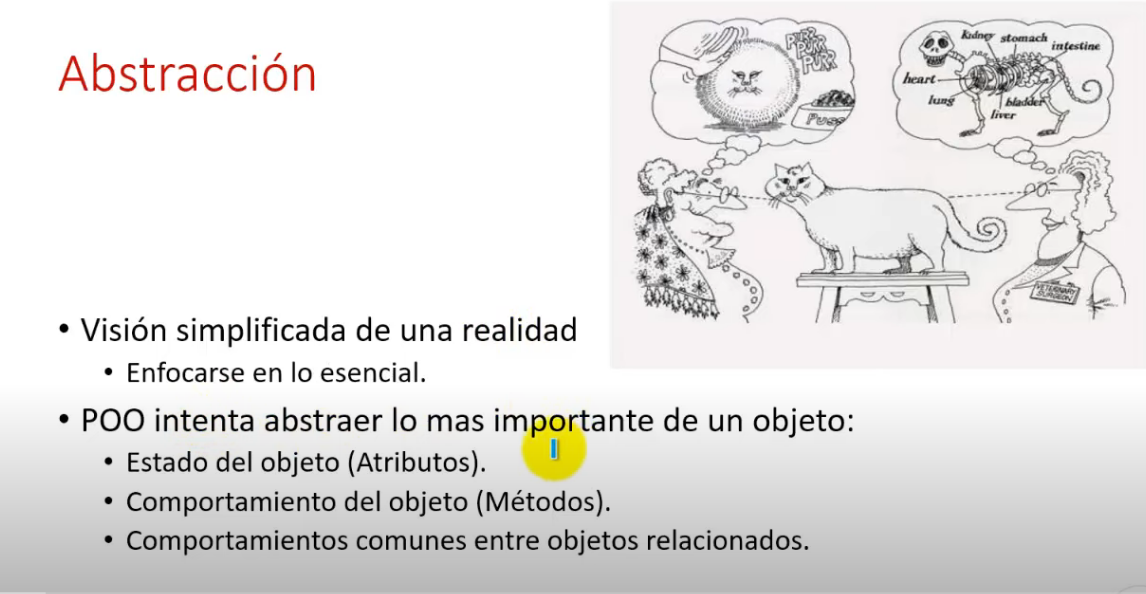 Abstracción
PURR
PURR
PURR
PUSS
Kidney
stomach
intestine
heart
lung
bladder
liver
VETERINARY
SURGEON
• Visión simplificada de una realidad
• Enfocarse en lo esencial.
• POO intenta abstraer lo mas importante de un objeto:
• Estado del objeto (Atributos).
• Comportamiento del objeto (Métodos).
• Comportamientos comunes entre objetos relacionados.